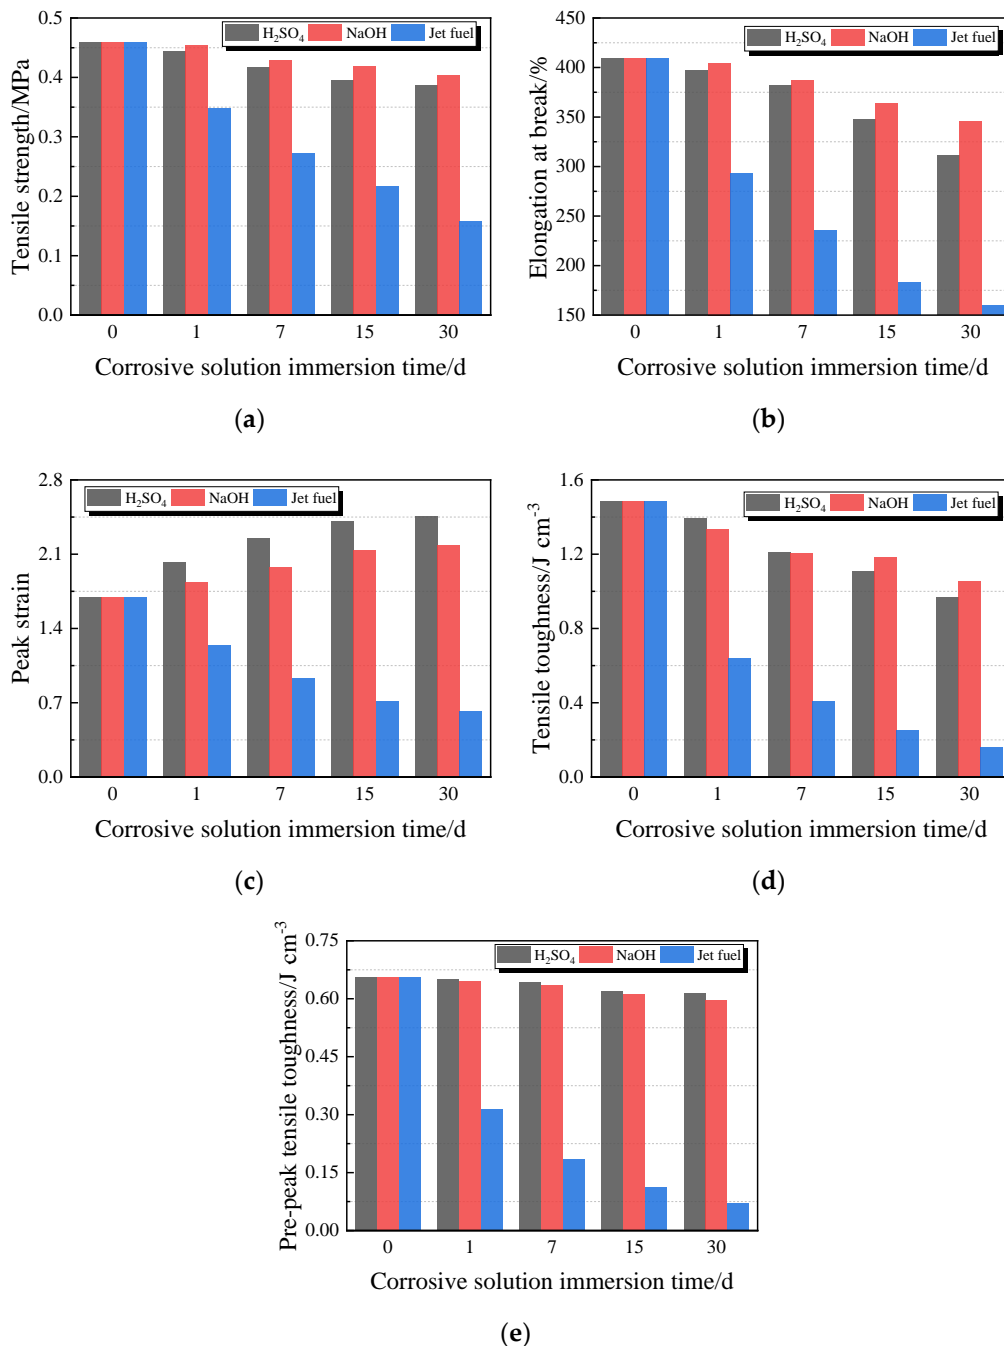 0.5
0.4
0.3
0.2
0.1
0.0
Tensile strength/MPa
H₂SO₄ NaOH Jet fuel
0 1 7 15 30
Corrosive solution immersion time/d
(a)
450
400
350
300
250
200
150
Elongation at break/%
H₂SO₄ NaOH Jet fuel
0 1 7 15 30
Corrosive solution immersion time/d
(b)
2.8
2.1
1.4
0.7
0.0
Peak strain
H₂SO₄ NaOH Jet fuel
0 1 7 15 30
Corrosive solution immersion time/d
(c)
1.6
1.2
0.8
0.4
0.0
Tensile toughness/J cm⁻³
H₂SO₄ NaOH Jet fuel
0 1 7 15 30
Corrosive solution immersion time/d
(d)
0.75
0.60
0.45
0.30
0.15
0.00
Pre-peak tensile toughness/J cm⁻³
H₂SO₄ NaOH Jet fuel
0 1 7 15 30
Corrosive solution immersion time/d
(e)